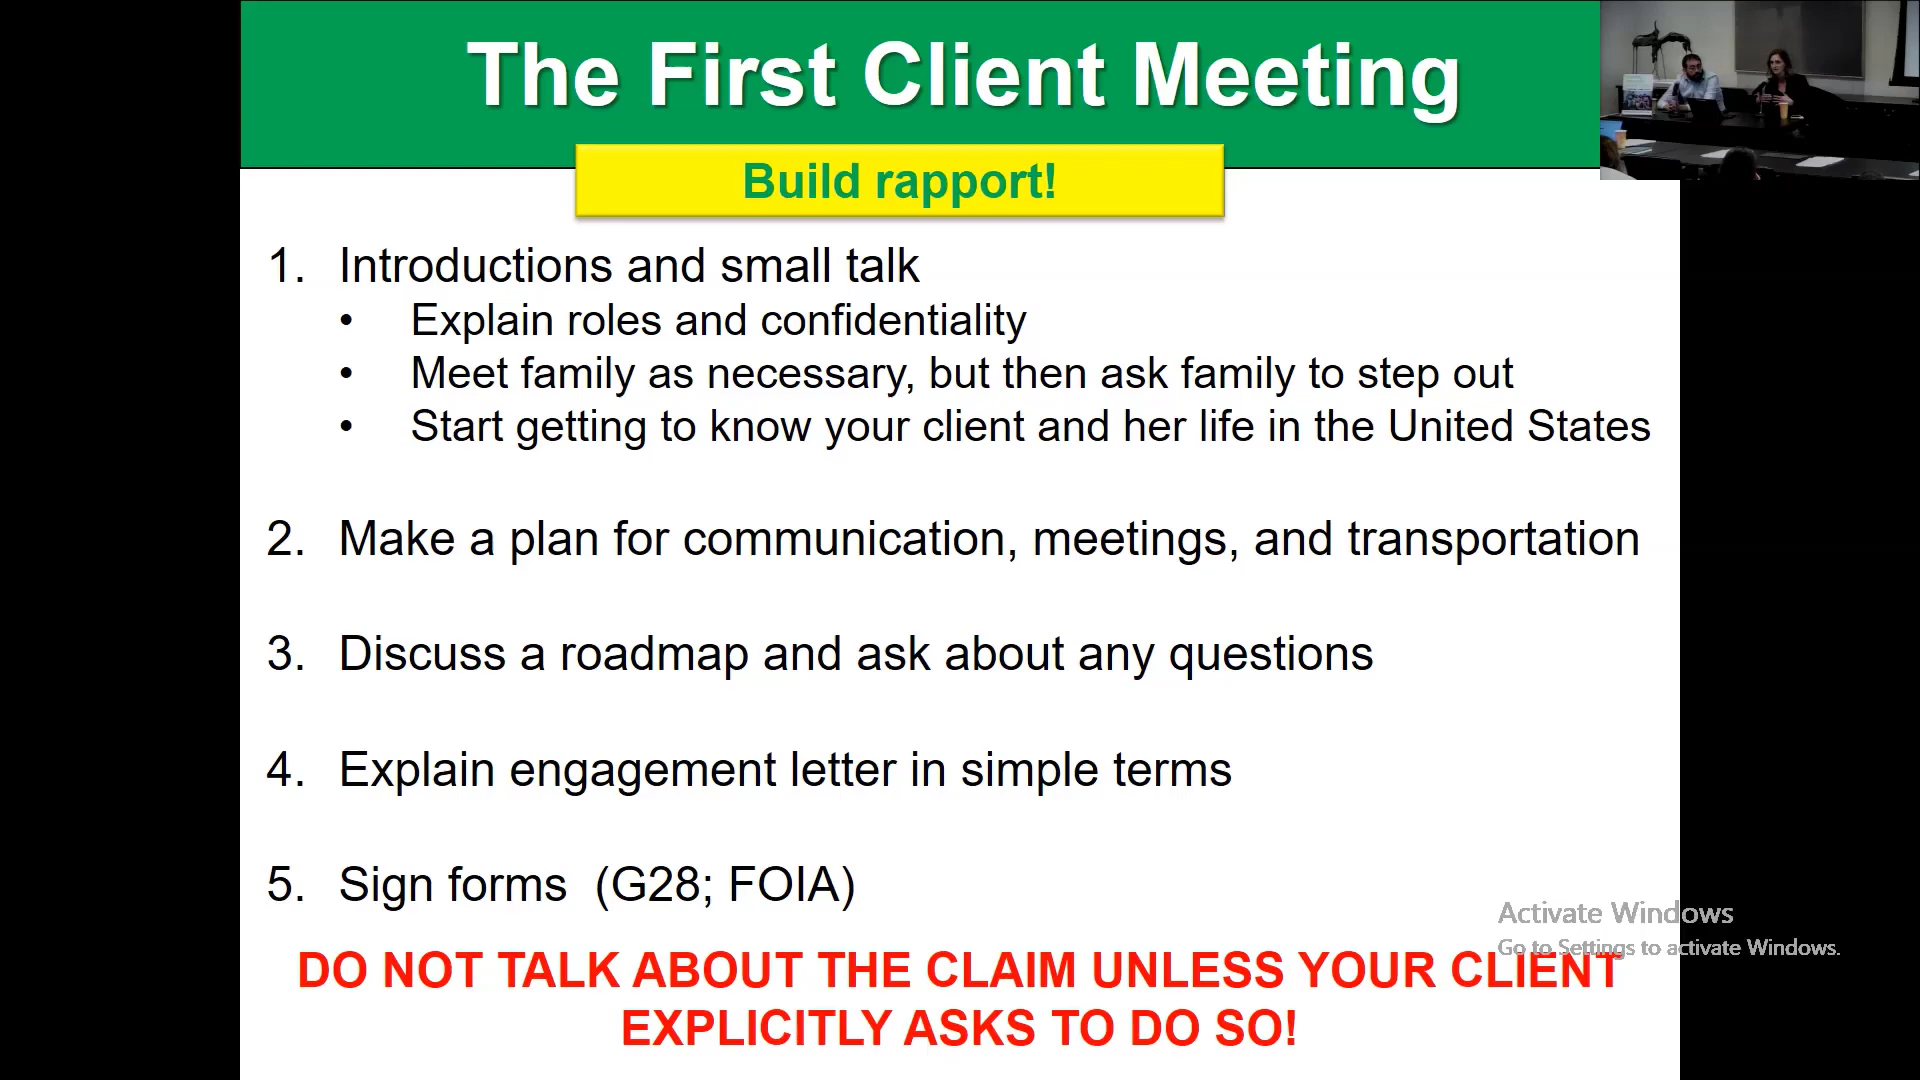 The First Client Meeting
Build rapport!
1. Introductions and small talk
• Explain roles and confidentiality
• Meet family as necessary, but then ask family to step out
• Start getting to know your client and her life in the United States
2. Make a plan for communication, meetings, and transportation
3. Discuss a roadmap and ask about any questions
4. Explain engagement letter in simple terms
5. Sign forms (G28; FOIA)
Activate Windows
Go to Settings to activate Windows.
DO NOT TALK ABOUT THE CLAIM UNLESS YOUR CLIENT
EXPLICITLY ASKS TO DO SO!